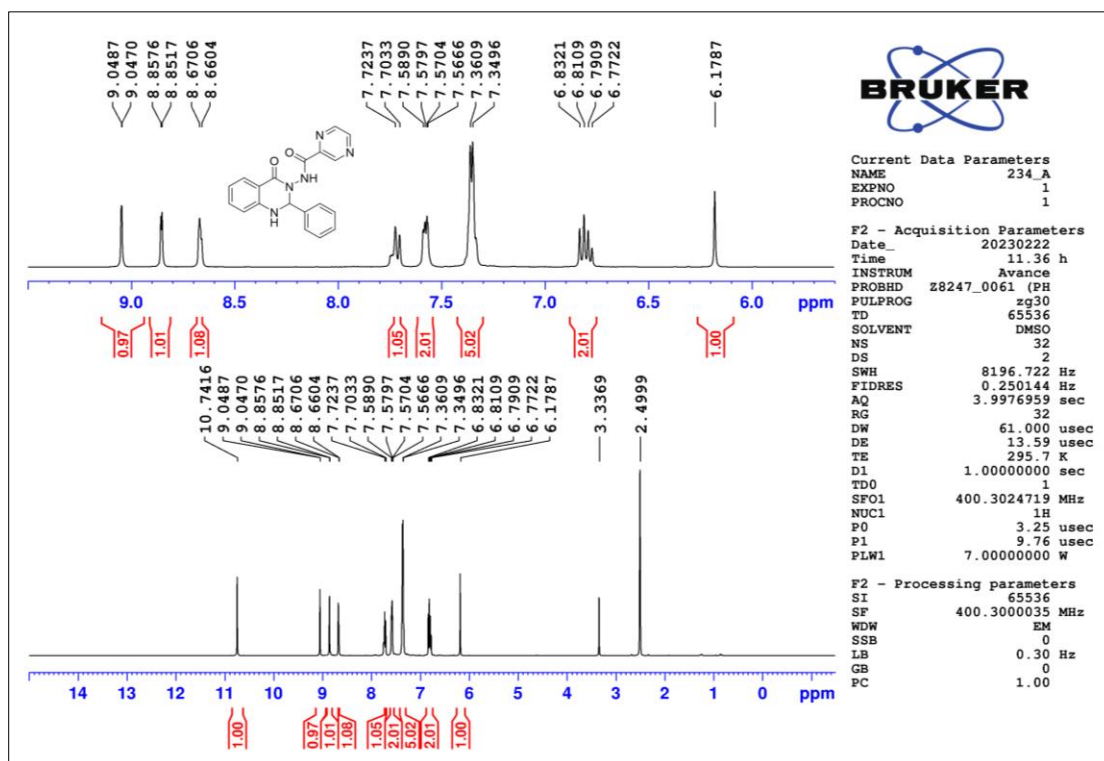 9.0487
9.0470
8.8576
8.8517
8.6706
8.6604
7.7237
7.7033
7.5890
7.5797
7.5704
7.5666
7.3609
7.3496
6.8321
6.8109
6.7909
6.7722
6.1787
N
O
N
O
NH
N
N
H
9.0 8.5 8.0 7.5 7.0 6.5 6.0 ppm
0.97 1.01 1.08 1.05 2.01 5.02 2.01 1.00
10.7416
9.0487
9.0470
8.8576
8.8517
8.6706
8.6604
7.7237
7.7033
7.5890
7.5797
7.5704
7.5666
7.3609
7.3496
6.8321
6.8109
6.7909
6.7722
6.1787
3.3369
2.4999
14 13 12 11 10 9 8 7 6 5 4 3 2 1 0 ppm
1.00 0.97 1.01 1.08 1.05 2.01 5.02 2.01 1.00
BRUKER
Current Data Parameters
NAME 234_A
EXPNO 1
PROCNO 1
F2 - Acquisition Parameters
Date_ 20230222
Time 11.36 h
INSTRUM Avance
PROBHD Z8247_0061 (PH
PULPROG zg30
TD 65536
SOLVENT DMSO
NS 32
DS 2
SWH 8196.722 Hz
FIDRES 0.250144 Hz
AQ 3.9976959 sec
RG 32
DW 61.000 usec
DE 13.59 usec
TE 295.7 K
D1 1.00000000 sec
TD0 1
SFO1 400.3024719 MHz
NUC1 1H
P0 3.25 usec
P1 9.76 usec
PLW1 7.00000000 W
F2 - Processing parameters
SI 65536
SF 400.3000035 MHz
WDW EM
SSB 0
LB 0.30 Hz
GB 0
PC 1.00